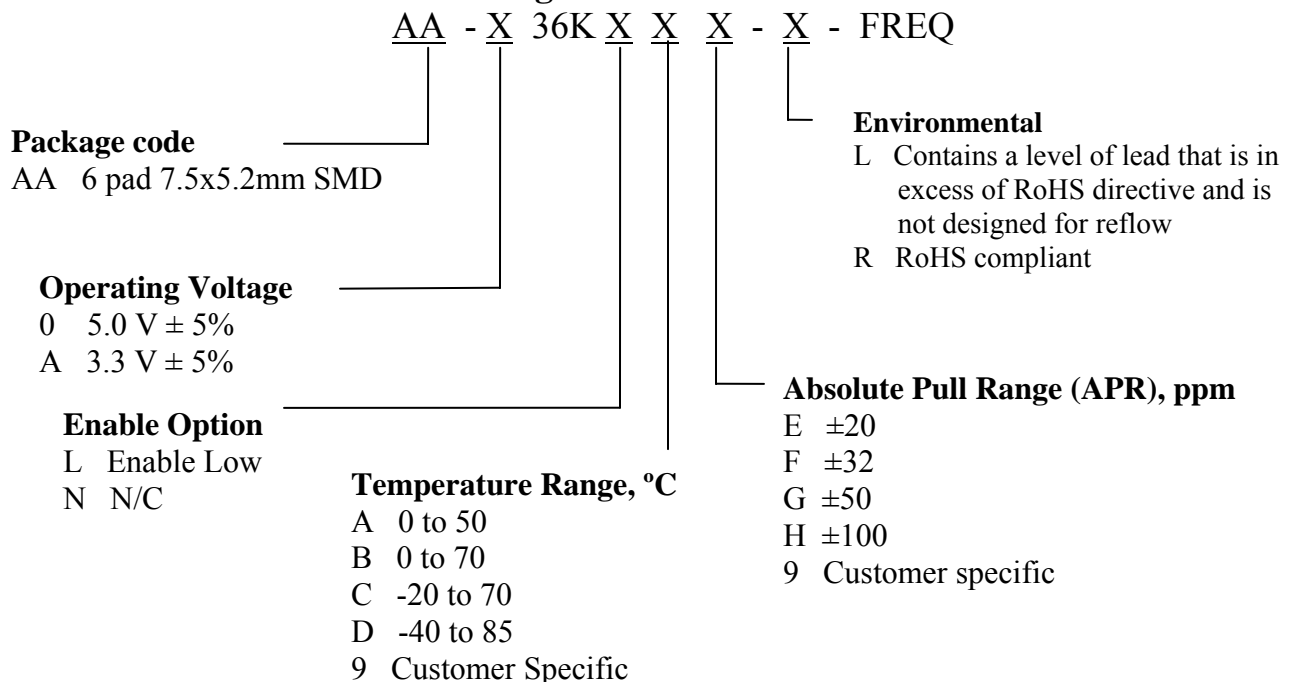 AA - X 36K X X X - X - FREQ
Package code
AA 6 pad 7.5x5.2mm SMD
Operating Voltage
0 5.0 V ± 5%
A 3.3 V ± 5%
Enable Option
L Enable Low
N N/C
Temperature Range, ºC
A 0 to 50
B 0 to 70
C -20 to 70
D -40 to 85
9 Customer Specific
Absolute Pull Range (APR), ppm
E ±20
F ±32
G ±50
H ±100
9 Customer specific
Environmental
L Contains a level of lead that is in
excess of RoHS directive and is
not designed for reflow
R RoHS compliant